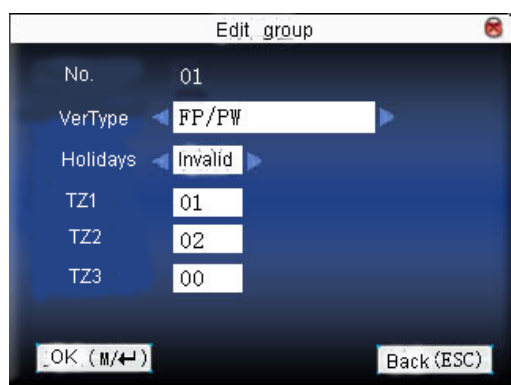 Edit group
No. 01
VerType FP/PW
Holidays Invalid
TZ1 01
TZ2 02
TZ3 00
OK (M/↵) Back(ESC)